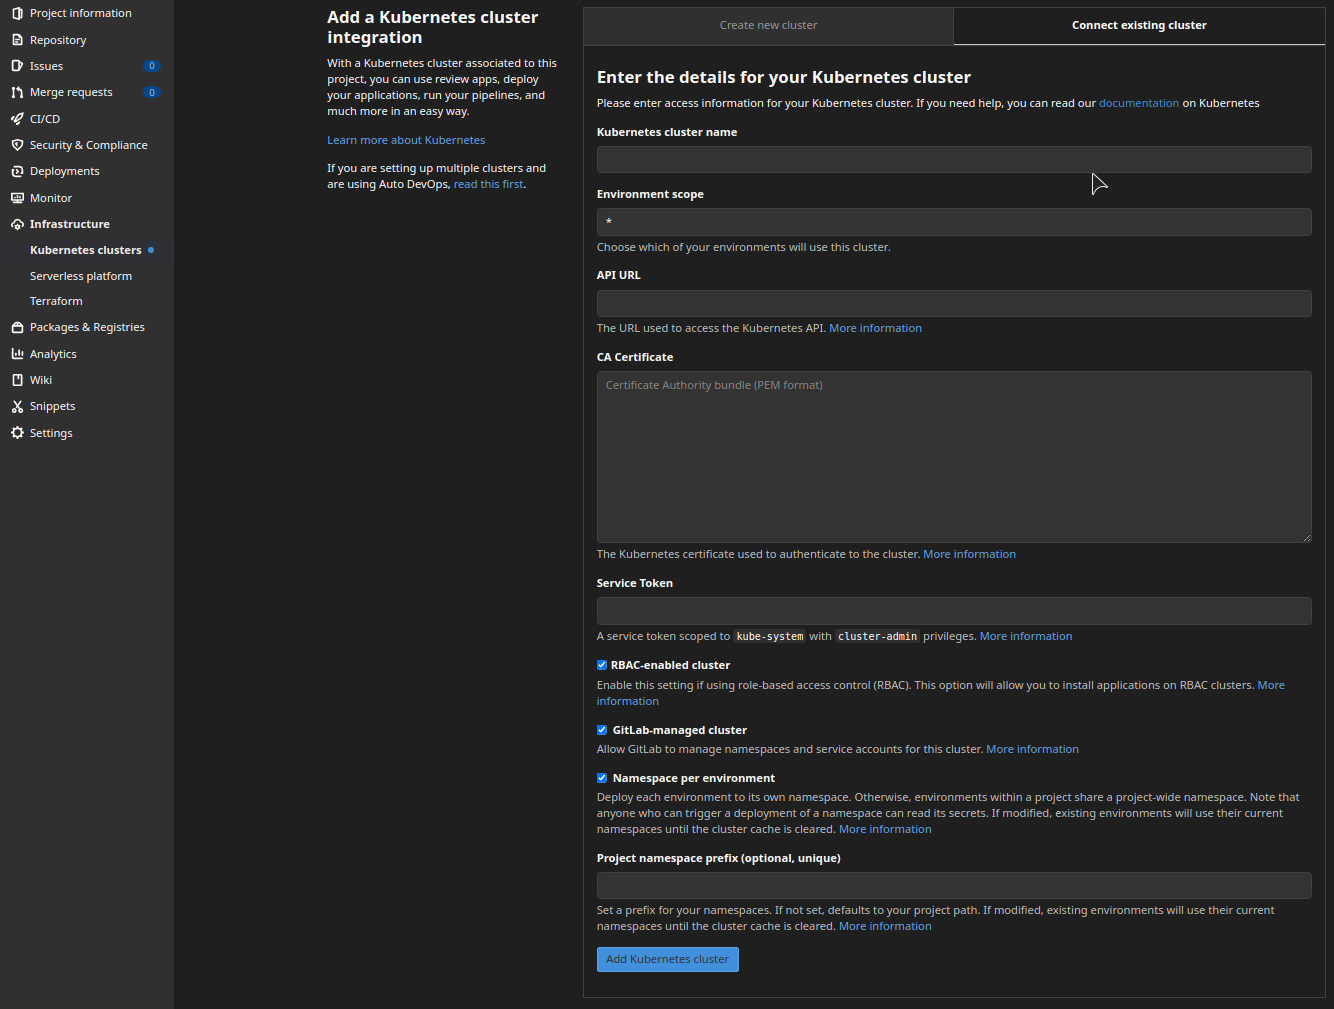 Project information
Repository
Issues 0
Merge requests 0
CI/CD
Security & Compliance
Deployments
Monitor
Infrastructure
Kubernetes clusters
Serverless platform
Terraform
Packages & Registries
Analytics
Wiki
Snippets
Settings
Add a Kubernetes cluster
integration
With a Kubernetes cluster associated to this
project, you can use review apps, deploy
your applications, run your pipelines, and
much more in an easy way.
Learn more about Kubernetes
If you are setting up multiple clusters and
are using Auto DevOps, read this first.
Create new cluster
Connect existing cluster
Enter the details for your Kubernetes cluster
Please enter access information for your Kubernetes cluster. If you need help, you can read our documentation on Kubernetes
Kubernetes cluster name
Environment scope
*
Choose which of your environments will use this cluster.
API URL
The URL used to access the Kubernetes API. More information
CA Certificate
Certificate Authority bundle (PEM format)
The Kubernetes certificate used to authenticate to the cluster. More information
Service Token
A service token scoped to kube-system with cluster-admin privileges. More information
RBAC-enabled cluster
Enable this setting if using role-based access control (RBAC). This option will allow you to install applications on RBAC clusters. More
information
GitLab-managed cluster
Allow GitLab to manage namespaces and service accounts for this cluster. More information
Namespace per environment
Deploy each environment to its own namespace. Otherwise, environments within a project share a project-wide namespace. Note that
anyone who can trigger a deployment of a namespace can read its secrets. If modified, existing environments will use their current
namespaces until the cluster cache is cleared. More information
Project namespace prefix (optional, unique)
Set a prefix for your namespaces. If not set, defaults to your project path. If modified, existing environments will use their current
namespaces until the cluster cache is cleared. More information
Add Kubernetes cluster